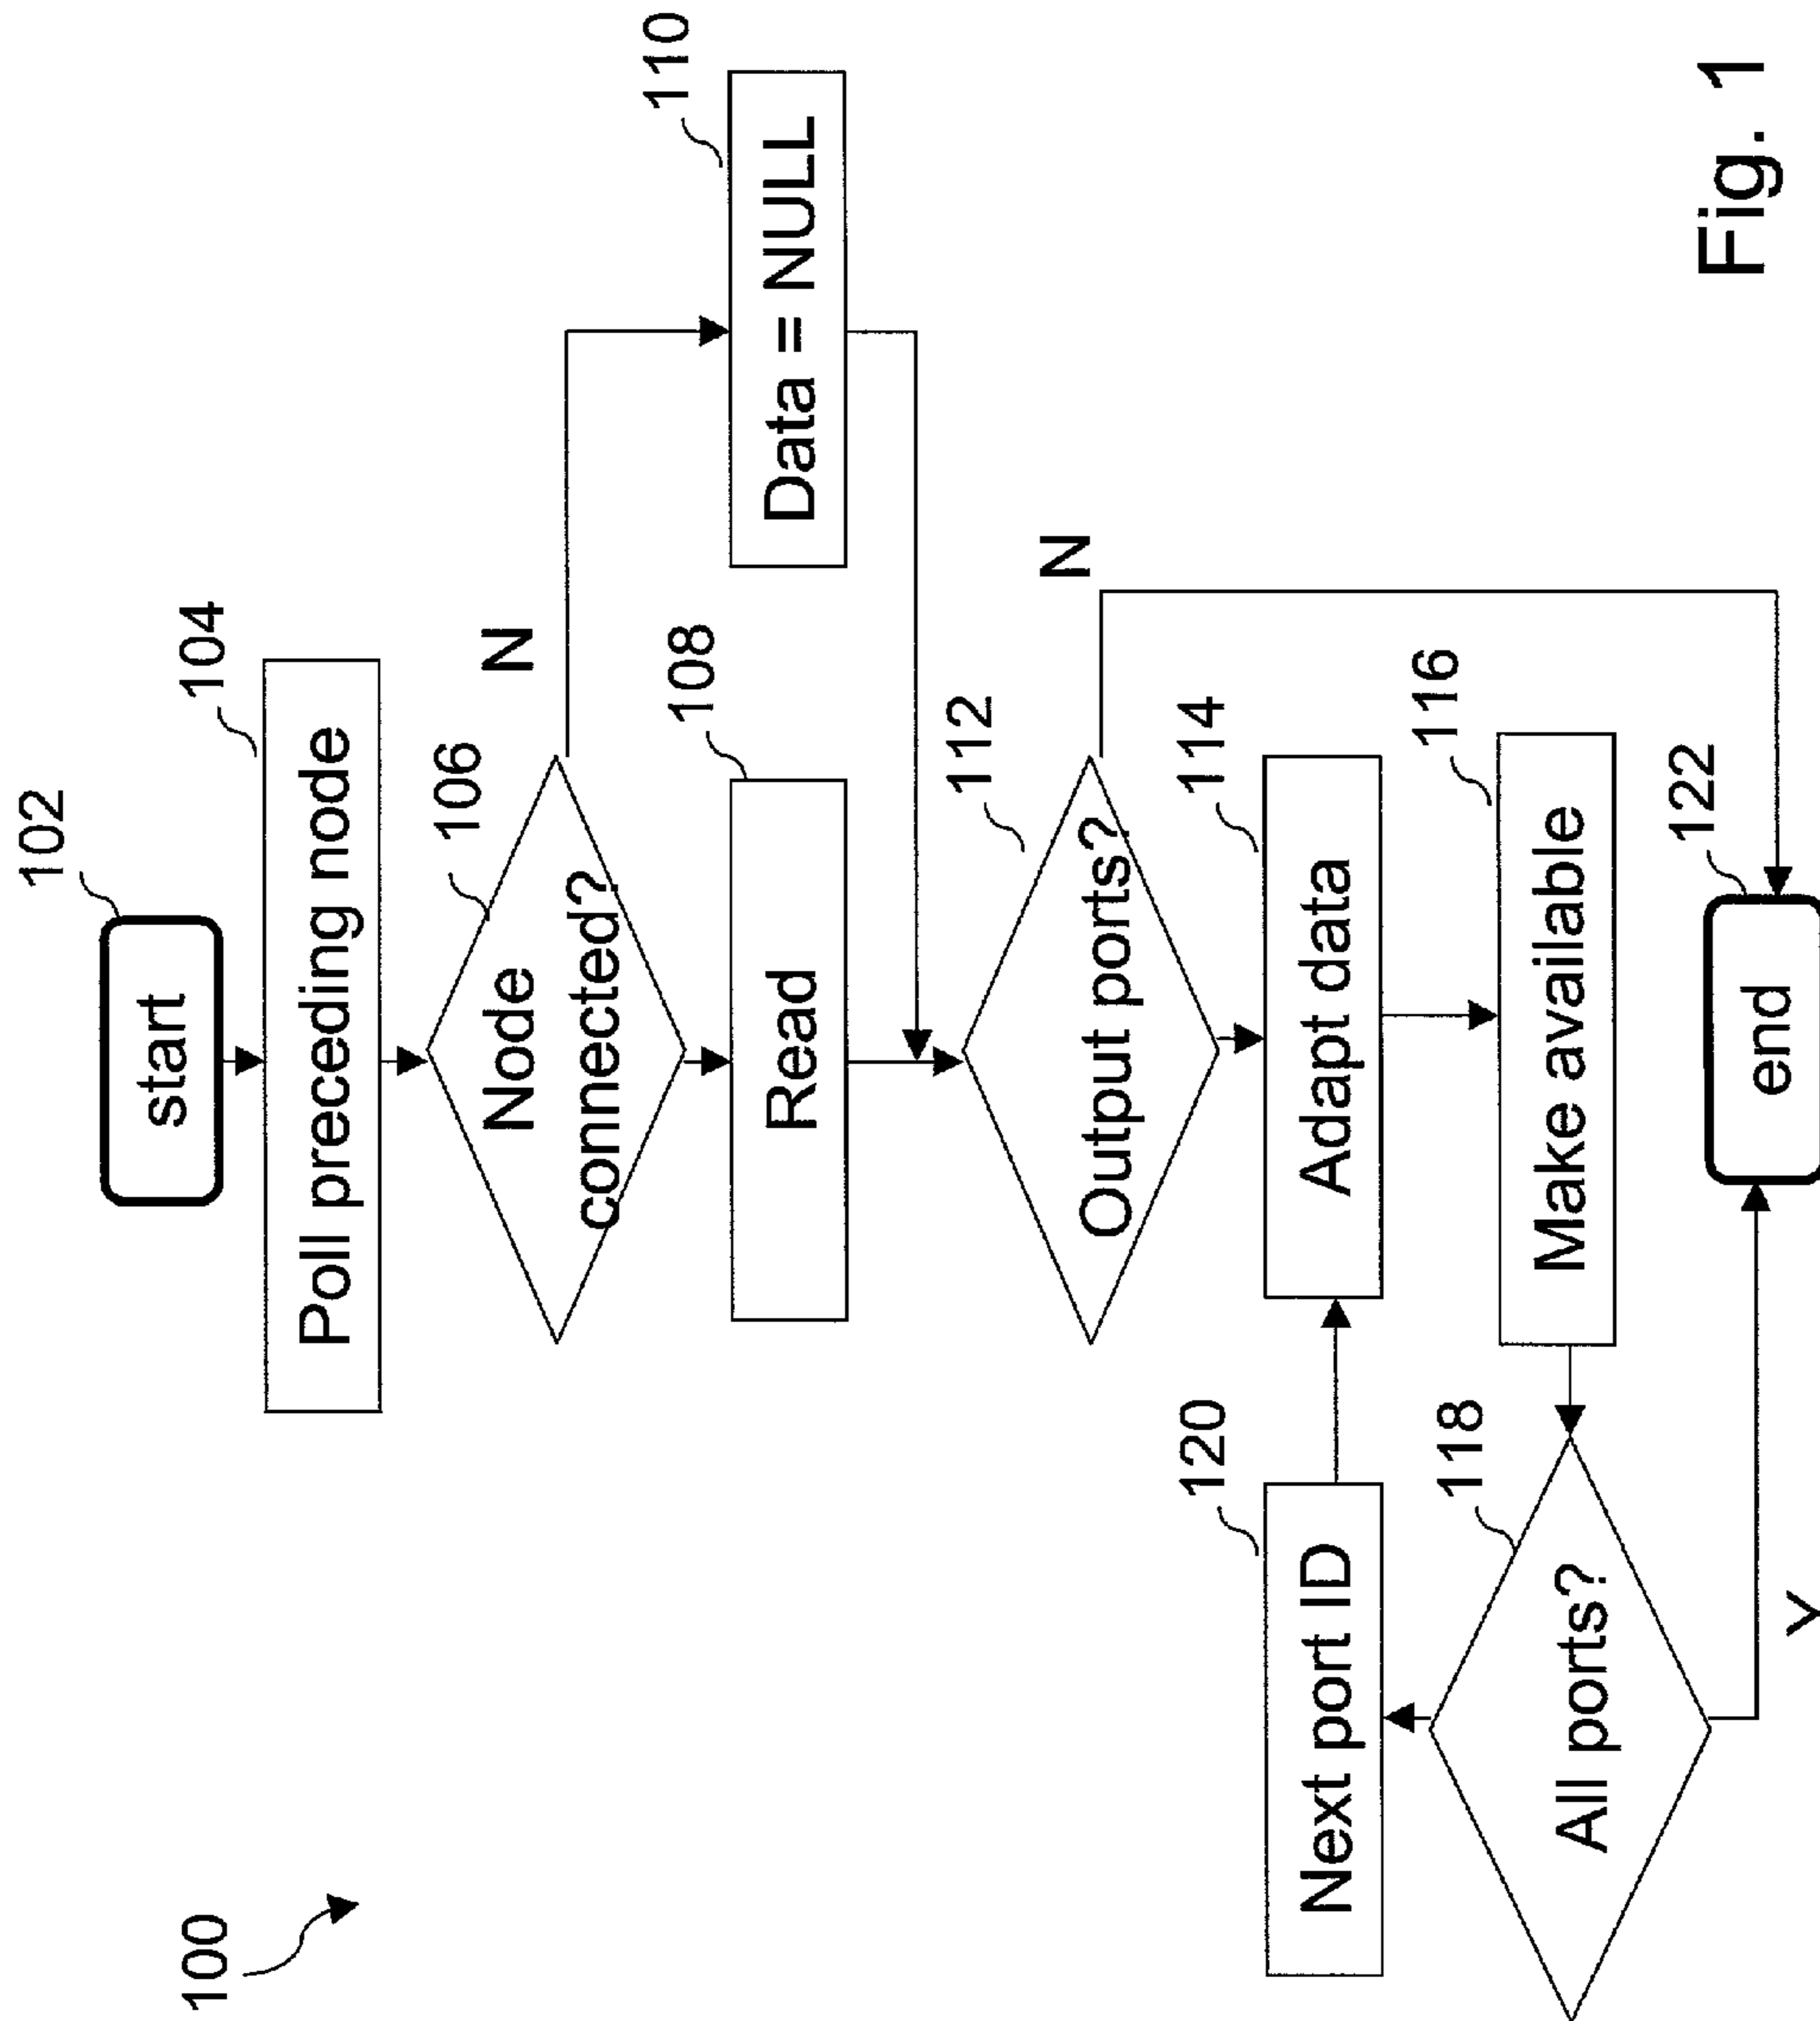 100
102
start
104
Poll preceding node
106
Node
connected?
N
108
Read
110
Data = NULL
112
Output ports?
N
114
Adapt data
116
Make available
118
All ports?
120
Next port ID
Y
122
end
Fig. 1